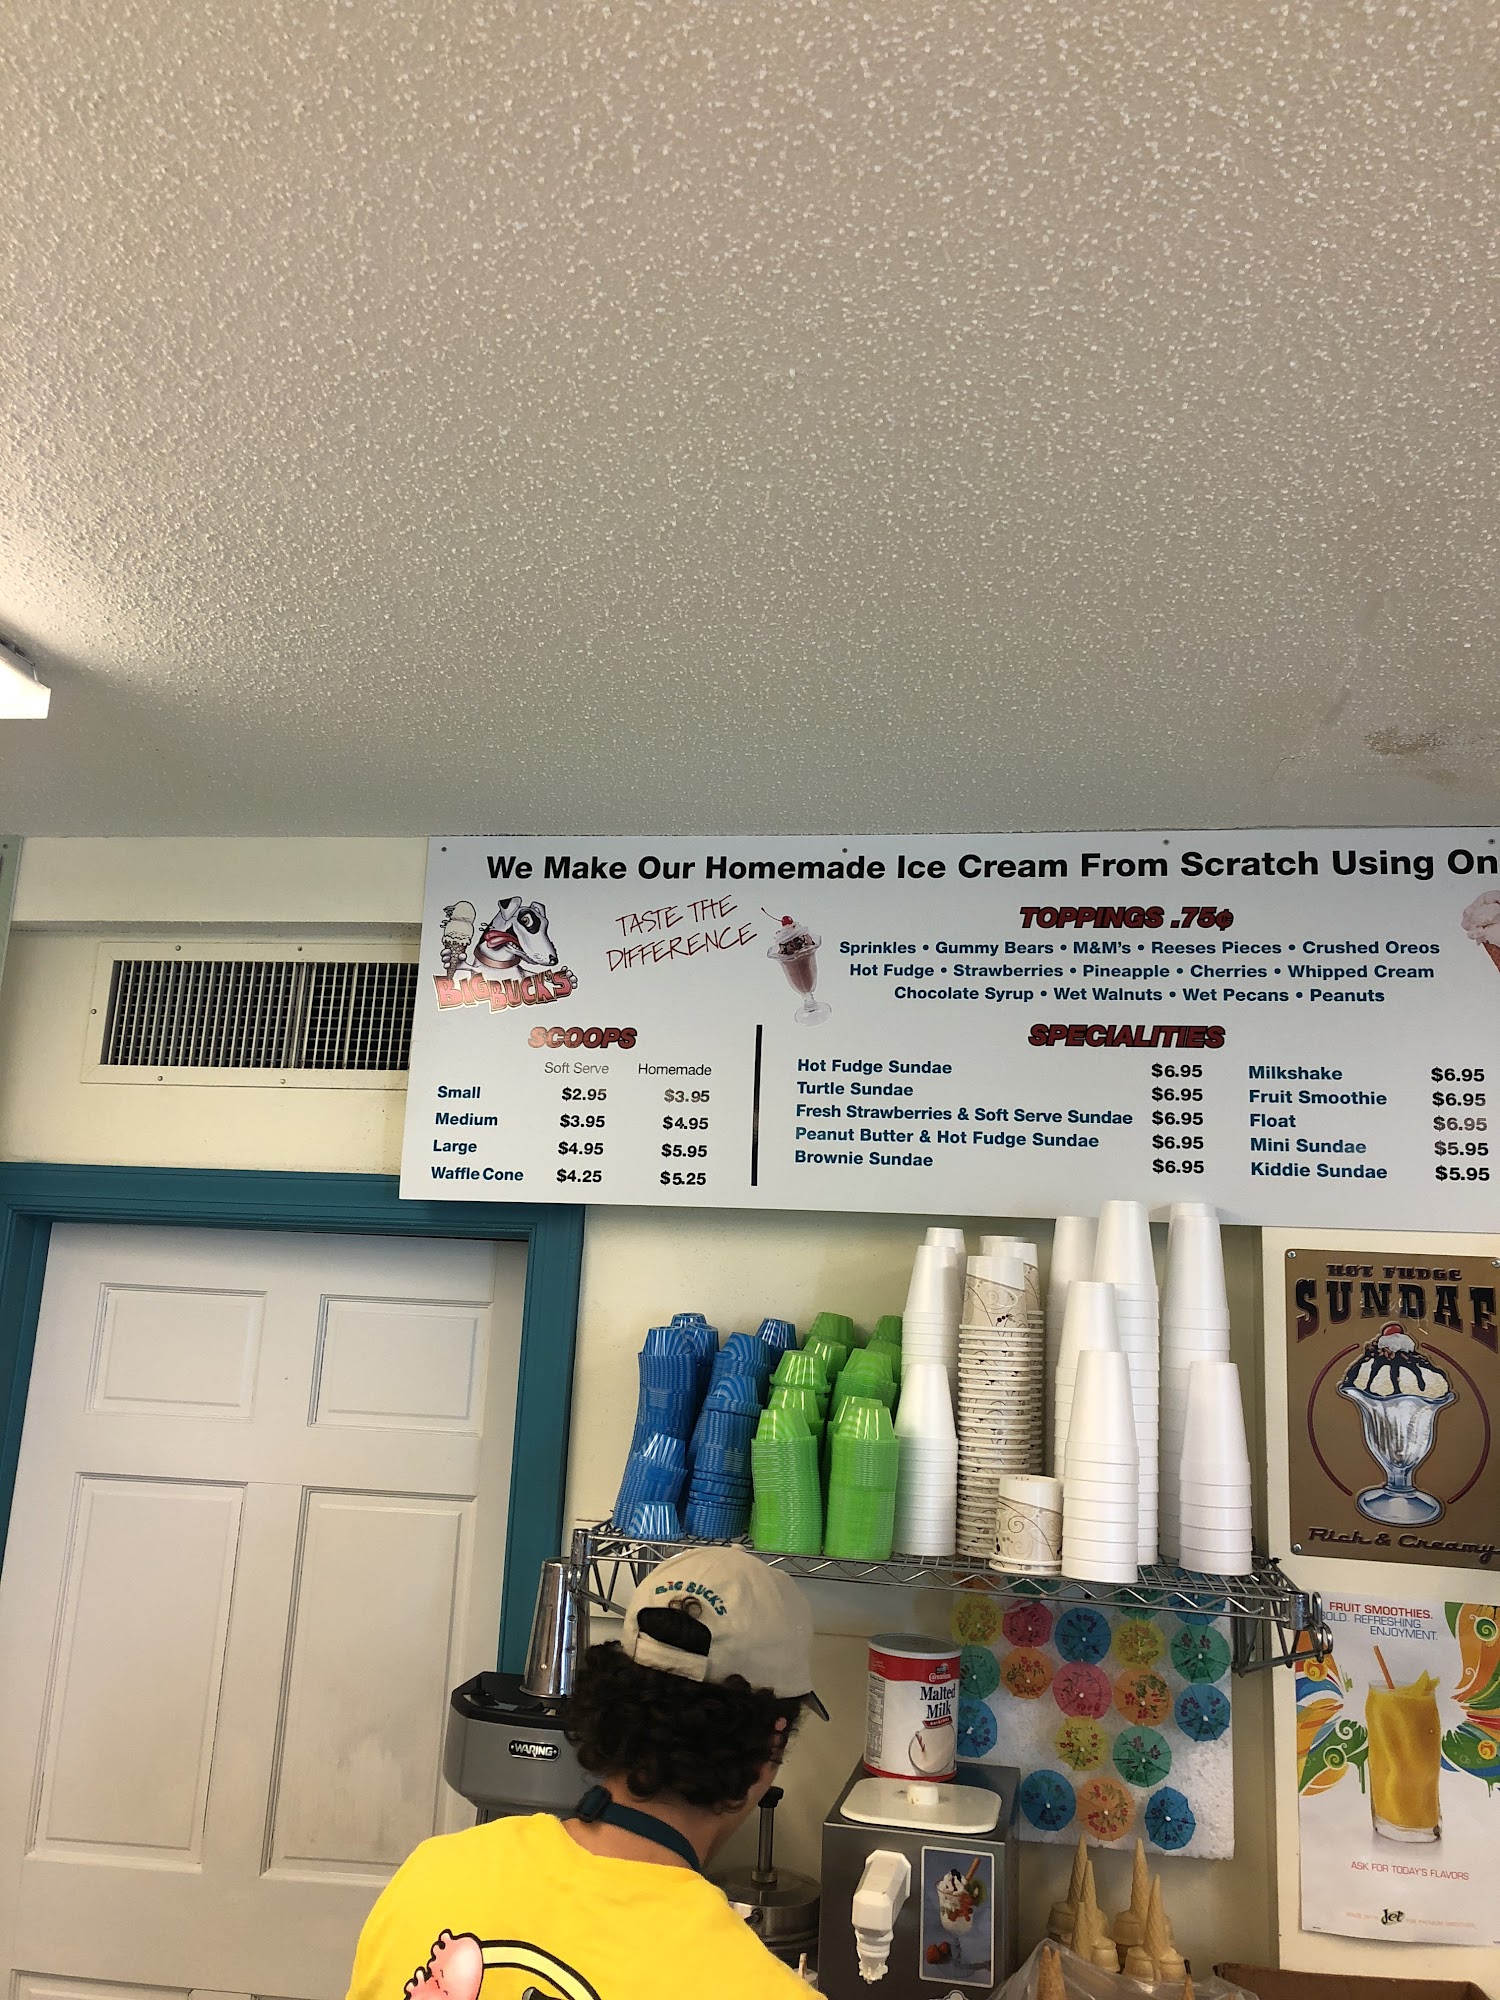 We Make Our Homemade Ice Cream From Scratch Using On
BIG BUCK'S
TASTE THE
DIFFERENCE
TOPPINGS .75¢
Sprinkles • Gummy Bears • M&M's • Reeses Pieces • Crushed Oreos
Hot Fudge • Strawberries • Pineapple • Cherries • Whipped Cream
Chocolate Syrup • Wet Walnuts • Wet Pecans • Peanuts
SCOOPS
Soft Serve Homemade
Small $2.95 $3.95
Medium $3.95 $4.95
Large $4.95 $5.95
Waffle Cone $4.25 $5.25
SPECIALITIES
Hot Fudge Sundae $6.95
Turtle Sundae $6.95
Fresh Strawberries & Soft Serve Sundae $6.95
Peanut Butter & Hot Fudge Sundae $6.95
Brownie Sundae $6.95
Milkshake $6.95
Fruit Smoothie $6.95
Float $6.95
Mini Sundae $5.95
Kiddie Sundae $5.95
HOT FUDGE
SUNDAE
Rich & Creamy
FRUIT SMOOTHIES.
BOLD. REFRESHING.
ENJOYMENT.
ASK FOR TODAY'S FLAVORS
Jet
BIG BUCK'S
WARING
Carnation
Malted
Milk
ORIGINAL